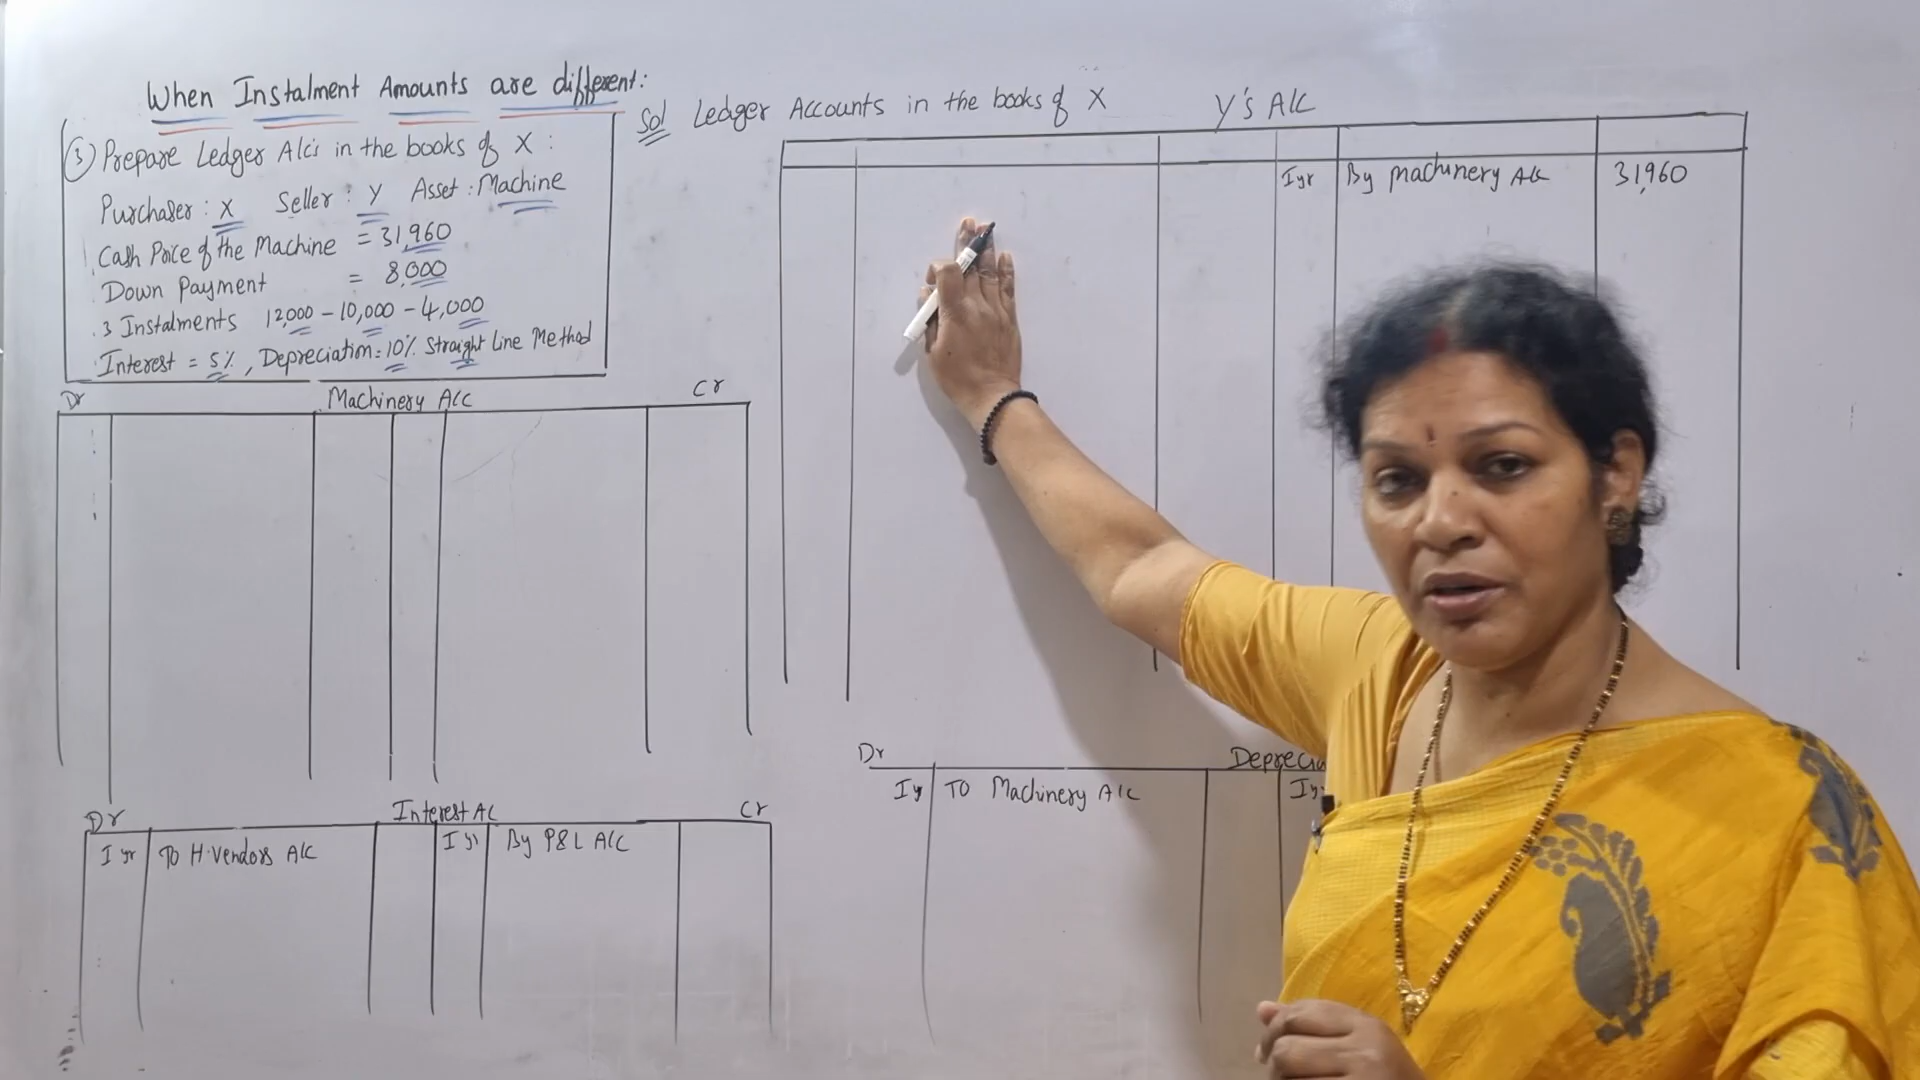 When Instalment Amounts are different:
3) Prepare Ledger A/c's in the books of X :
Purchaser : X Seller : Y Asset : Machine
Cash Price of the Machine = 31,960
Down Payment = 8,000
3 Instalments 12,000 - 10,000 - 4,000
Interest = 5%, Depreciation = 10% Straight Line Method
Dr Machinery A/c Cr
Dr Interest A/c Cr
I yr To H.vendors A/c I yr By P&L A/c
Sol Ledger Accounts in the books of X
Y's A/c
I yr By machinery A/c 31,960
Dr
I y To Machinery A/c I yr